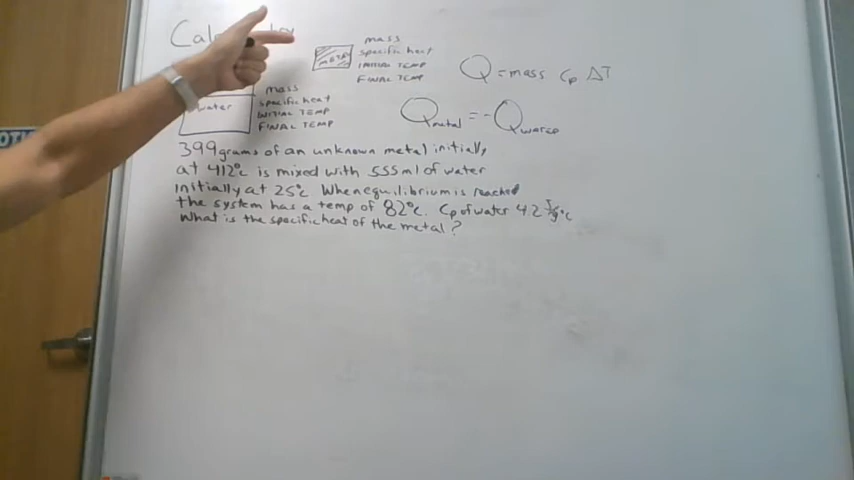 mass
METAL
specific heat
INITIAL TEMP
FINAL TEMP
Q = mass Cp ΔT
mass
water
specific heat
INITIAL TEMP
FINAL TEMP
Qmetal = -Qwater
399 grams of an unknown metal initially
at 412°C is mixed with 555 ml of water
initially at 25°C When equilibrium is reached
the system has a temp of 82°C. Cp of water 4.2 J/g°C
What is the specific heat of the metal?